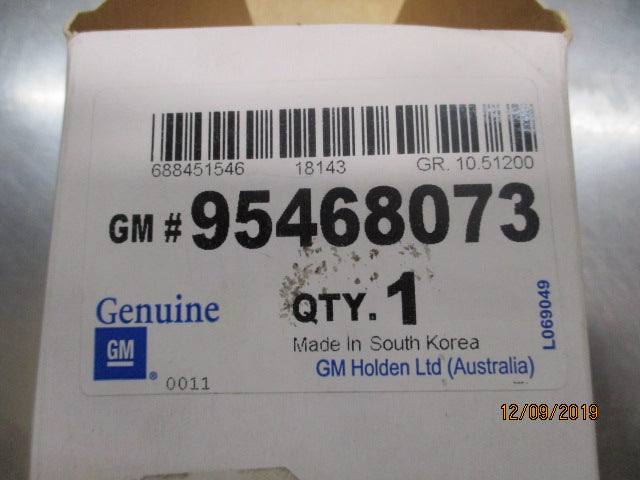 688451546 18143 GR. 10.51200
GM # 95468073
Genuine
QTY. 1
GM
Made In South Korea
GM Holden Ltd (Australia)
® 0011
L069049
12/09/2019